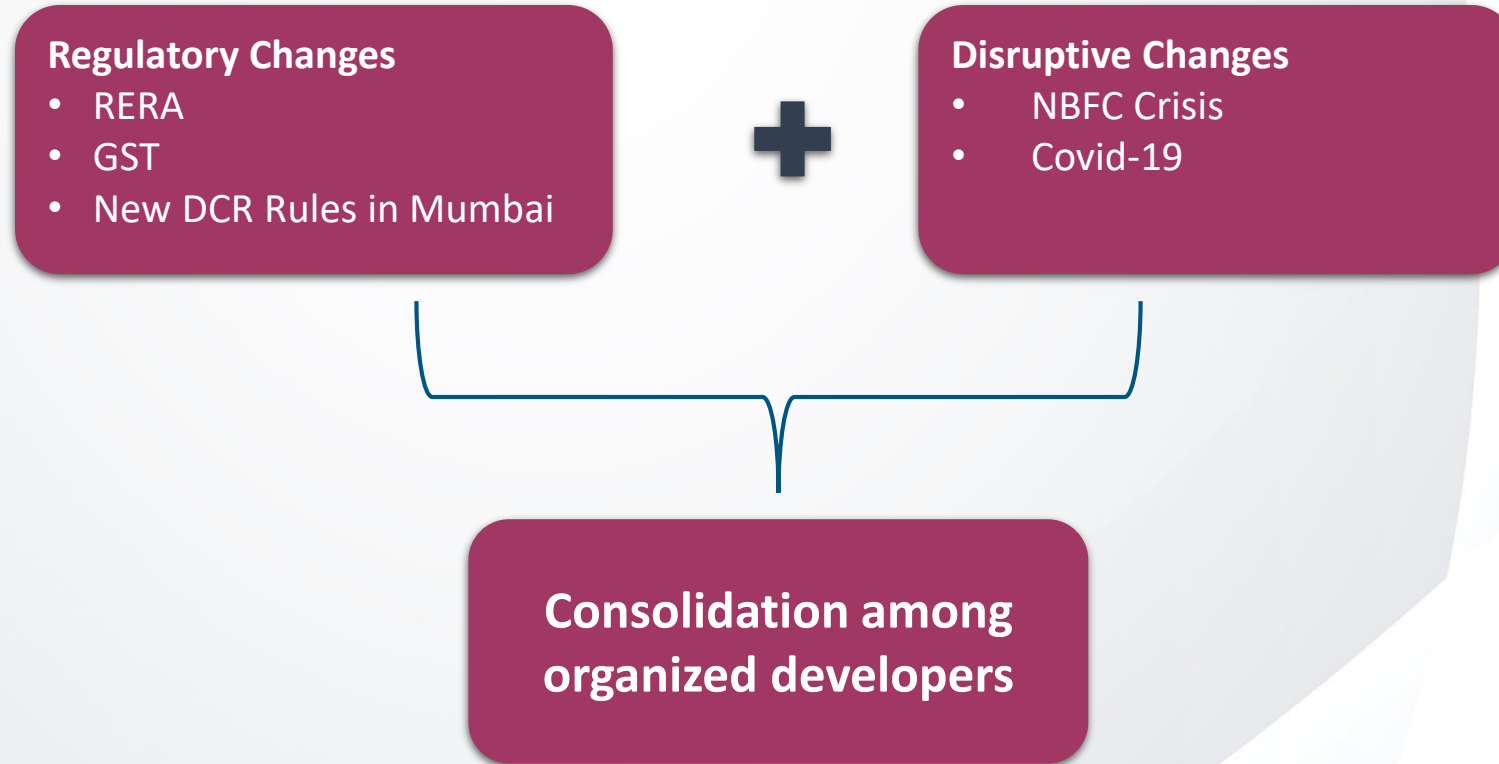 Regulatory Changes
• RERA
• GST
• New DCR Rules in Mumbai
Disruptive Changes
• NBFC Crisis
• Covid-19
Consolidation among
organized developers